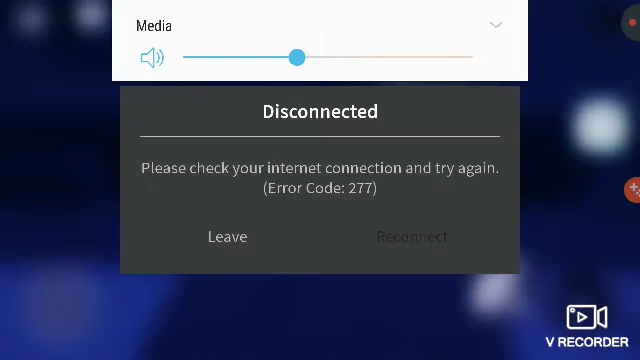 Media
Disconnected
Please check your internet connection and try again.
(Error Code: 277)
Leave
Reconnect
V RECORDER